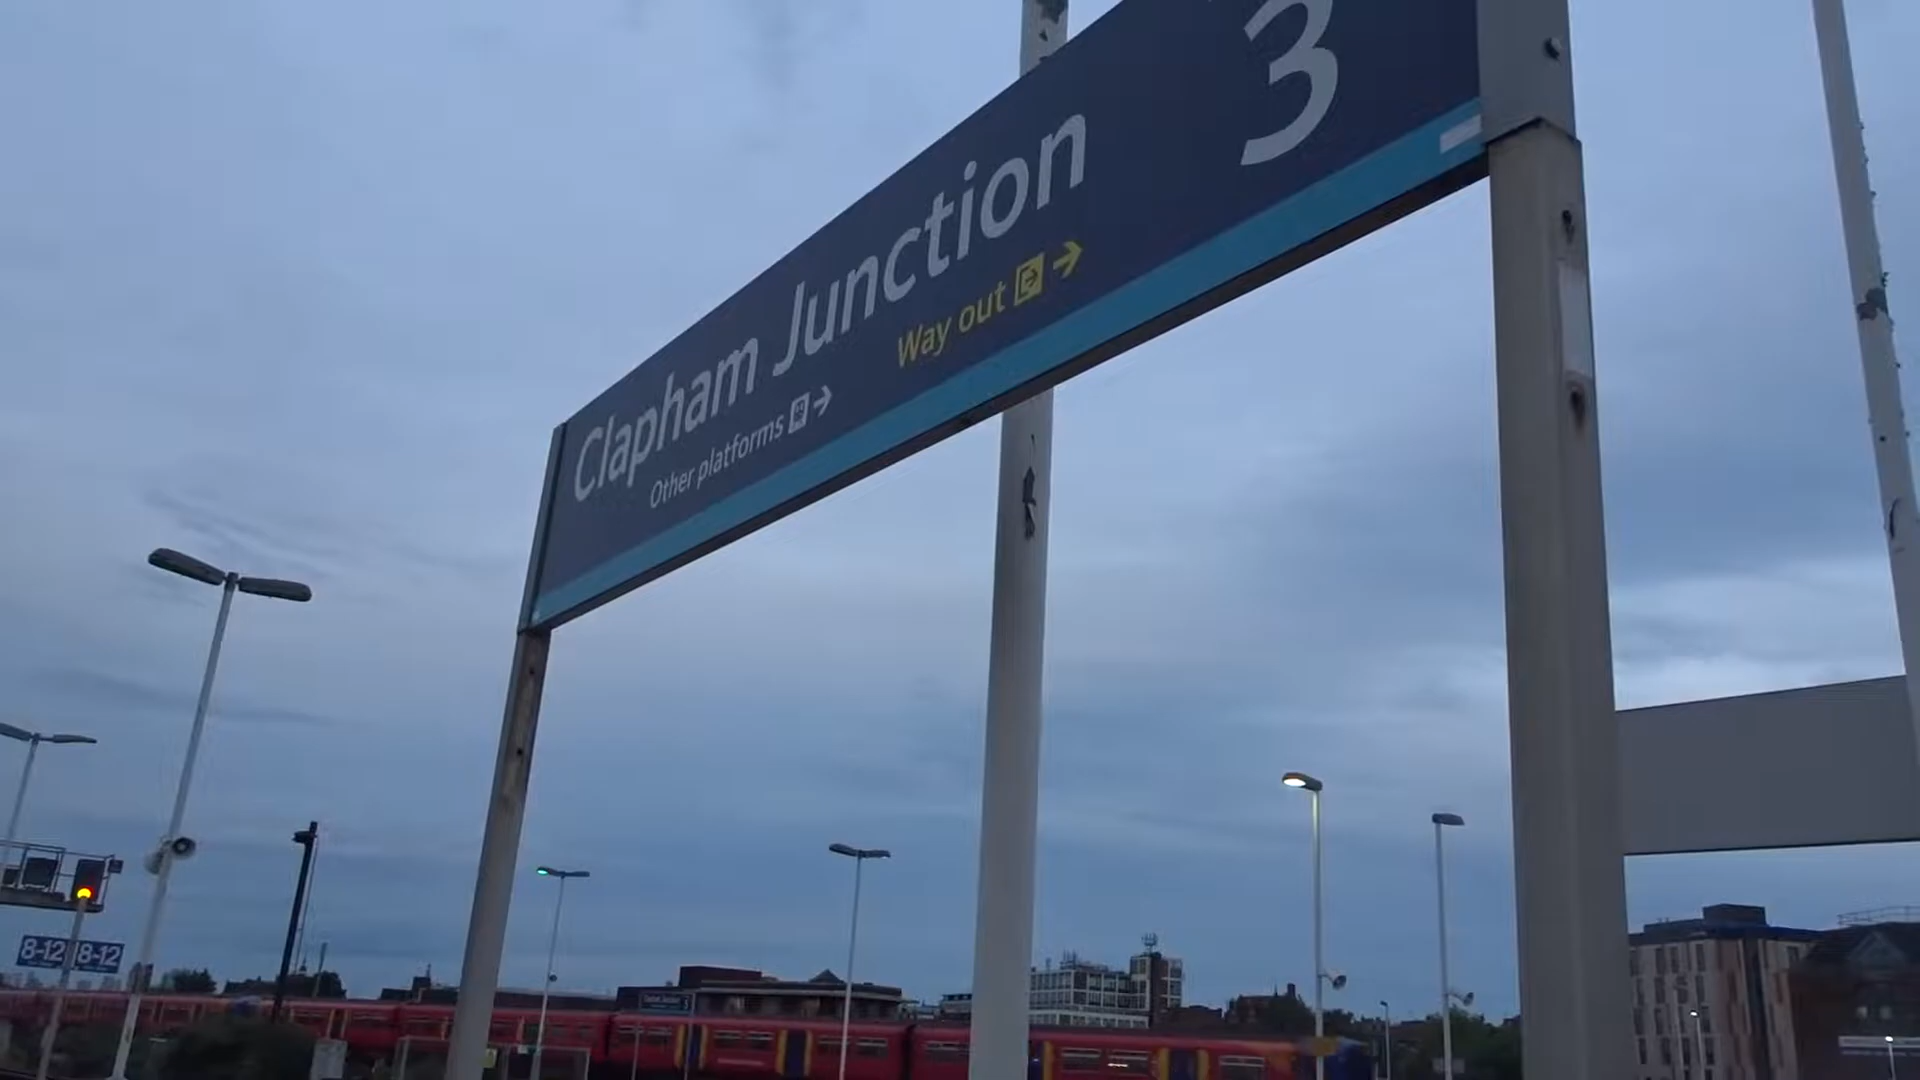 3
Clapham Junction
Other platforms
Way out
8-12 8-12